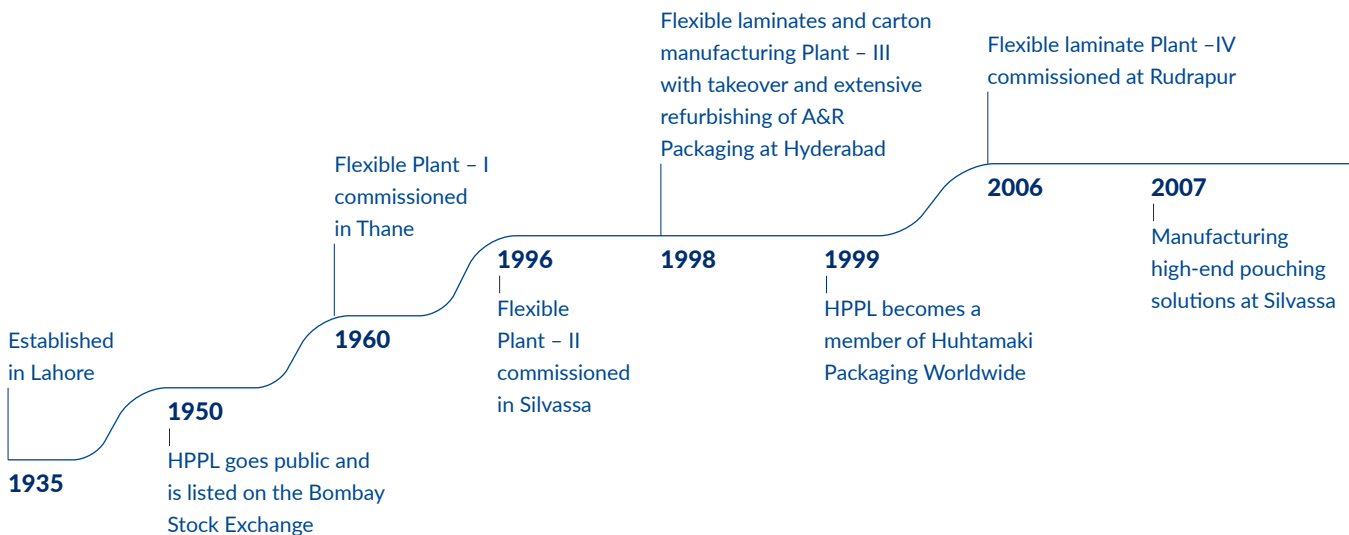 Established
in Lahore
1935
1950
HPPL goes public and
is listed on the Bombay
Stock Exchange
Flexible Plant – I
commissioned
in Thane
1960
1996
Flexible
Plant – II
commissioned
in Silvassa
Flexible laminates and carton
manufacturing Plant – III
with takeover and extensive
refurbishing of A&R
Packaging at Hyderabad
1998
1999
HPPL becomes a
member of Huhtamaki
Packaging Worldwide
Flexible laminate Plant –IV
commissioned at Rudrapur
2006
2007
Manufacturing
high-end pouching
solutions at Silvassa